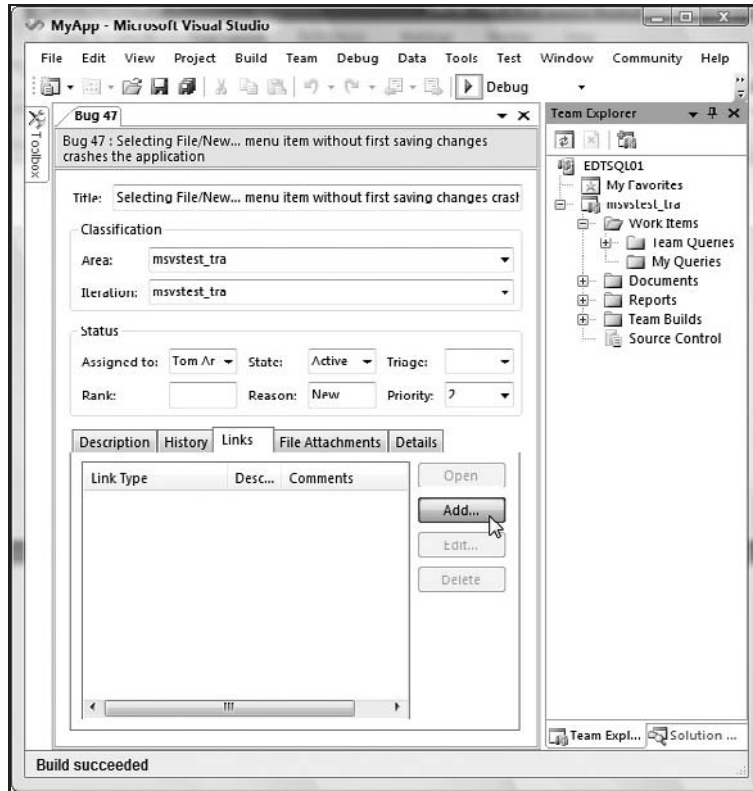 MyApp - Microsoft Visual Studio
File Edit View Project Build Team Debug Data Tools Test Window Community Help
Debug
Toolbox
Bug 47
Bug 47 : Selecting File/New... menu item without first saving changes
crashes the application
Title: Selecting File/New... menu item without first saving changes crash
Classification
Area: msvstest_tra
Iteration: msvstest_tra
Status
Assigned to: Tom Ar State: Active Triage:
Rank: Reason: New Priority: 2
Description History Links File Attachments Details
Link Type Desc... Comments
Open
Add...
Edit...
Delete
Team Explorer
EDTSQL01
My Favorites
msvstest_tra
Work Items
Team Queries
My Queries
Documents
Reports
Team Builds
Source Control
Team Expl... Solution ...
Build succeeded